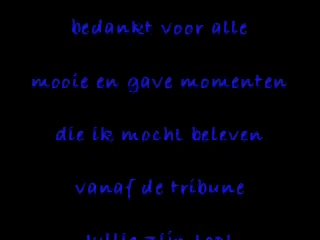 bedankt voor alle
mooie en gave momenten
die ik mocht beleven
vanaf de tribune